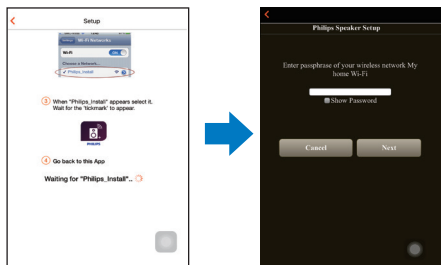 Setup
Wi-Fi Networks
Wi-Fi
ON
Choose a Network...
Philips_Install
3 When "Philips_Install" appears select it.
Wait for the 'tickmark' to appear.
PHILIPS
4 Go back to this App
Waiting for "Philips_Install"..
Philips Speaker Setup
Enter passphrase of your wireless network My
home Wi-Fi
Show Password
Cancel
Next